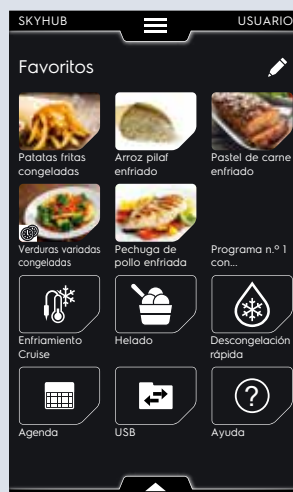 SKYHUB
USUARIO
Favoritos
Patatas fritas
congeladas
Arroz pilaf
enfriado
Pastel de carne
enfriado
Verduras variadas
congeladas
Pechuga de
pollo enfriada
Programa n.º 1
con...
Enfriamiento
Cruise
Helado
Descongelación
rápida
Agenda
USB
Ayuda